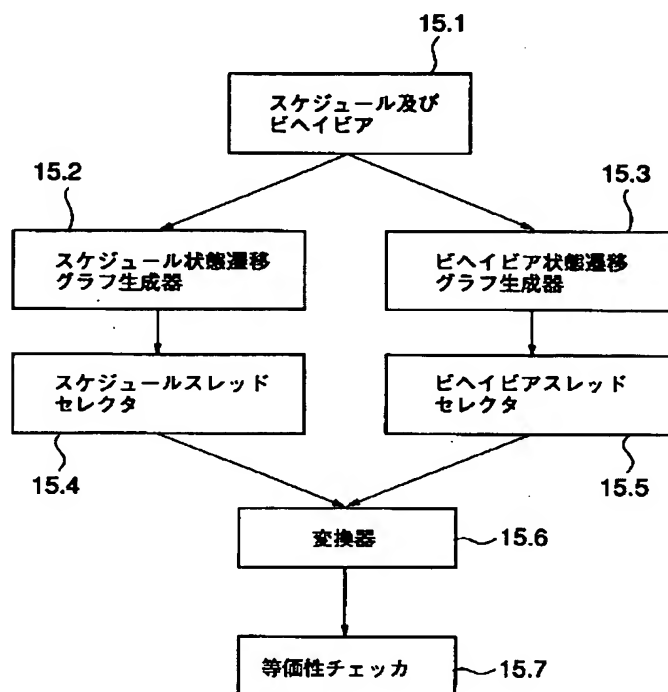 15.1
スケジュール及び
ビヘイビア
15.2
15.3
スケジュール状態遷移
グラフ生成器
ビヘイビア状態遷移
グラフ生成器
スケジュールスレッド
セレクタ
ビヘイビアスレッド
セレクタ
15.4
15.5
変換器
15.6
等価性チェッカ
15.7